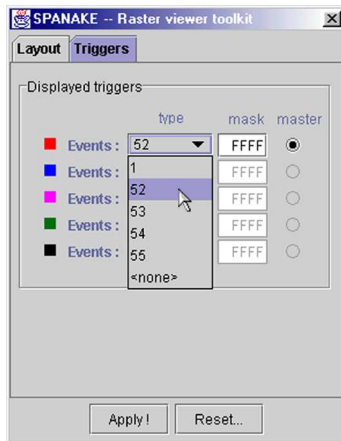 SPANAKE -- Raster viewer toolkit
Layout Triggers
Displayed triggers
type mask master
Events : 52 FFFF
Events : 1 FFFF
Events : 52 FFFF
Events : 53 FFFF
Events : 54 FFFF
55
<none>
Apply ! Reset...